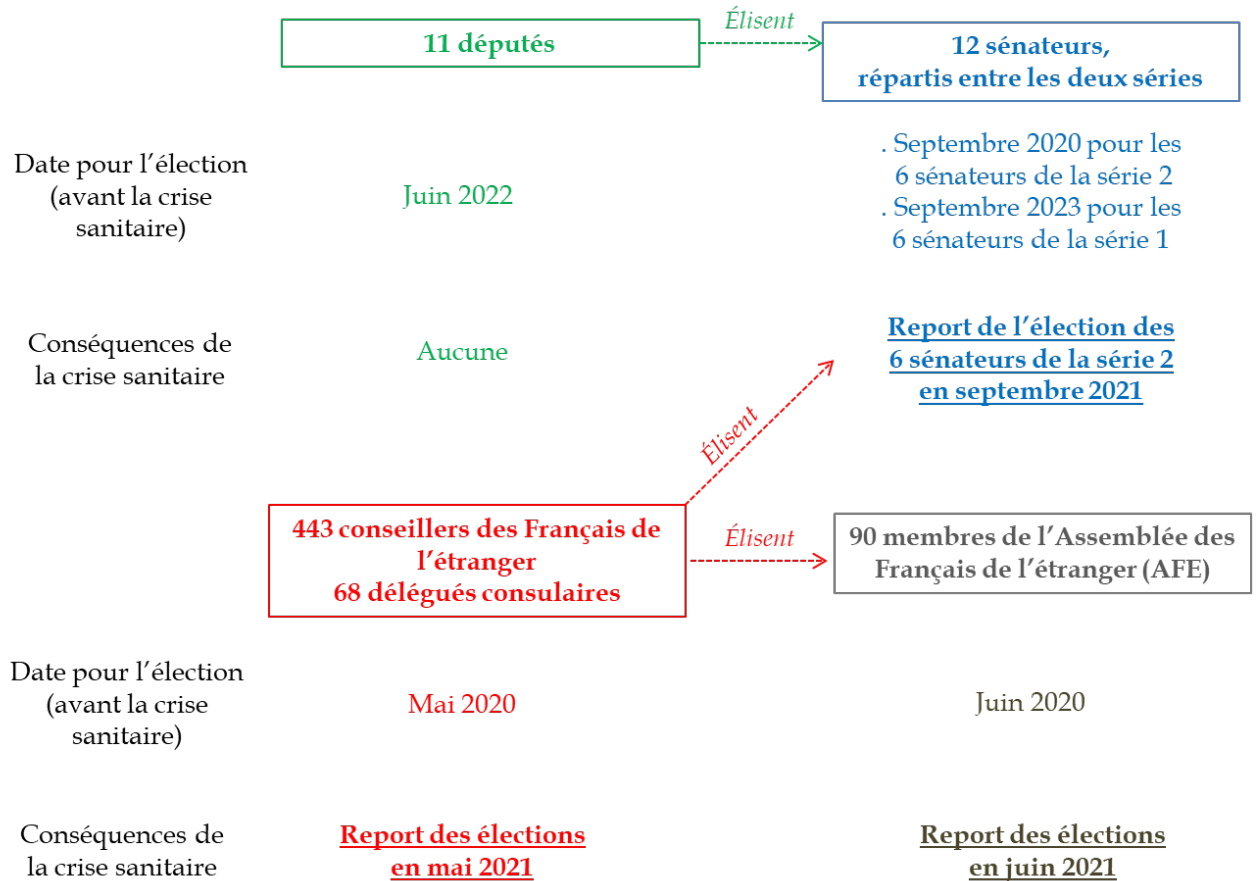 11 députés
Élisent
12 sénateurs,
répartis entre les deux séries
Date pour l’élection
(avant la crise
sanitaire)
Juin 2022
. Septembre 2020 pour les
6 sénateurs de la série 2
. Septembre 2023 pour les
6 sénateurs de la série 1
Conséquences de
la crise sanitaire
Aucune
Report de l’élection des
6 sénateurs de la série 2
en septembre 2021
Élisent
443 conseillers des Français de
l’étranger
68 délégués consulaires
Élisent
90 membres de l’Assemblée des
Français de l’étranger (AFE)
Date pour l’élection
(avant la crise
sanitaire)
Mai 2020
Juin 2020
Conséquences de
la crise sanitaire
Report des élections
en mai 2021
Report des élections
en juin 2021